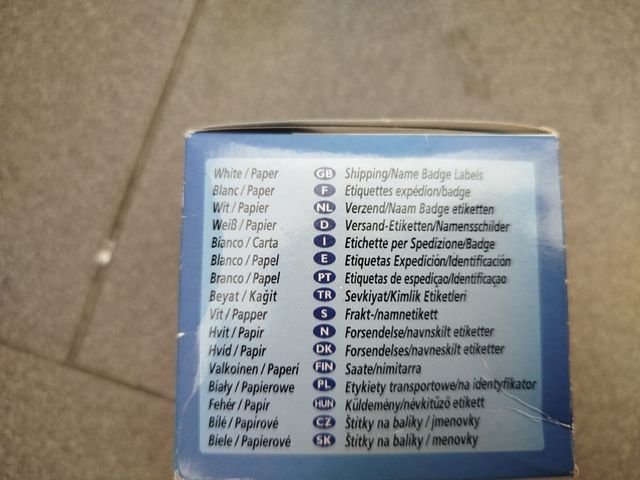 White / Paper GB Shipping/Name Badge Labels
Blanc / Paper F Etiquettes expédion/badge
Wit / Papier NL Verzend/Naam Badge etiketten
Weiß / Papier D Versand-Etiketten/Namensschilder
Bianco / Carta I Etichette per Spedizione/Badge
Blanco / Papel E Etiquetas Expedición/Identificación
Branco / Papel PT Etiquetas de espediçao/Identificaçao
Beyat / Kağit TR Sevkiyat/Kimlik Etiketleri
Vit / Papper S Frakt-/namnetikett
Hvit / Papir N Forsendelse/navnskilt etiketter
Hvid / Papir DK Forsendelses/navneskilt etiketter
Valkoinen / Paperi FIN Saate/nimitarra
Biały / Papierowe PL Etykiety transportowe/na identyfikator
Fehér / Papír HUN Küldemény/névkitűző etikett
Bílé / Papírové CZ Štítky na balíky / jmenovky
Biele / Papierové SK Štítky na balíky / menovky